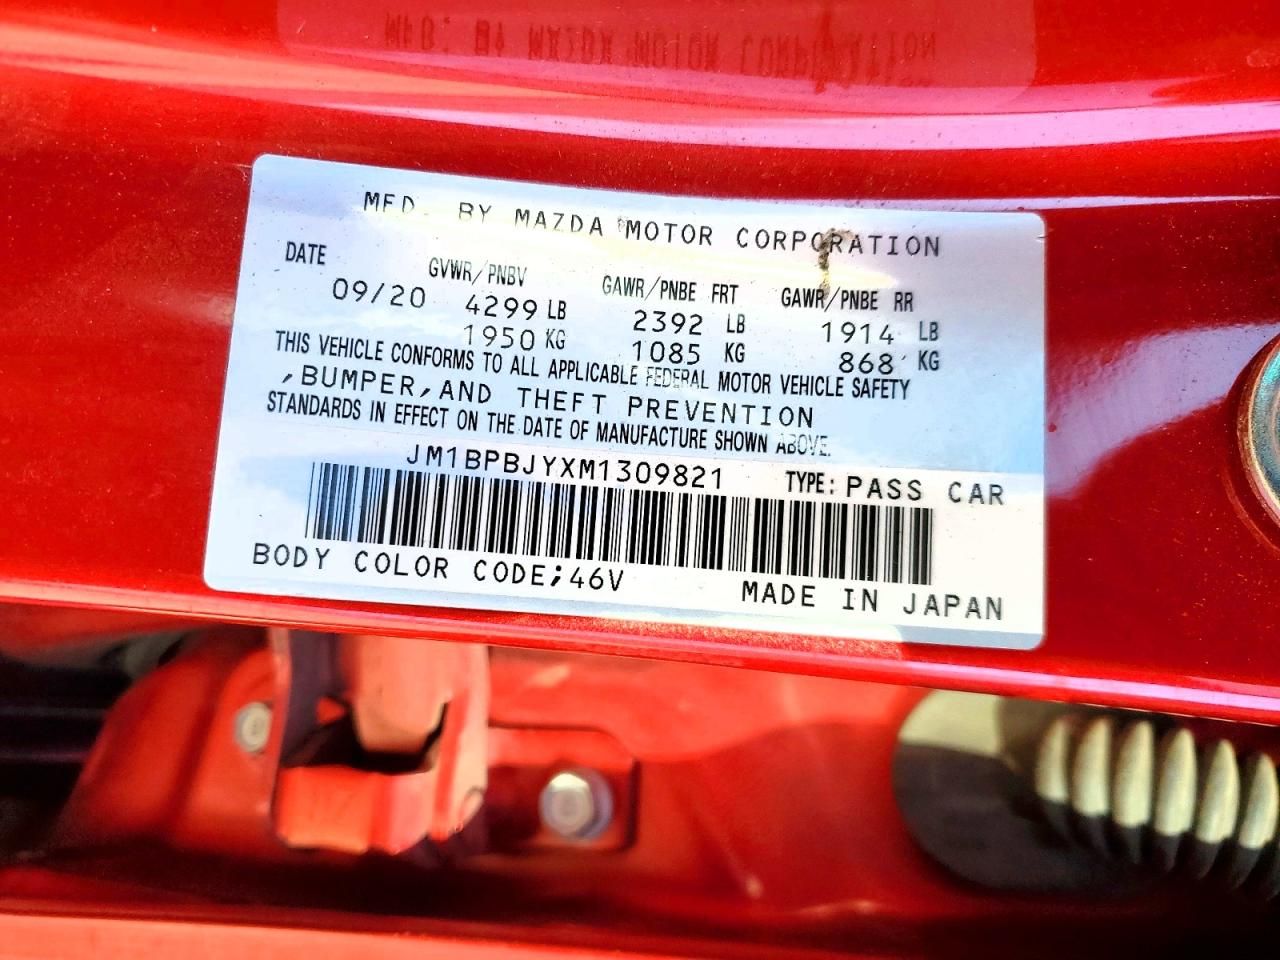 MFD. BY MAZDA MOTOR CORPORATION
DATE GVWR/PNBV GAWR/PNBE FRT GAWR/PNBE RR
09/20 4299 LB 2392 LB 1914 LB
1950 KG 1085 KG 868 KG
THIS VEHICLE CONFORMS TO ALL APPLICABLE FEDERAL MOTOR VEHICLE SAFETY
,BUMPER,AND THEFT PREVENTION
STANDARDS IN EFFECT ON THE DATE OF MANUFACTURE SHOWN ABOVE.
JM1BPBJYXM1309821 TYPE: PASS CAR
BODY COLOR CODE;46V MADE IN JAPAN